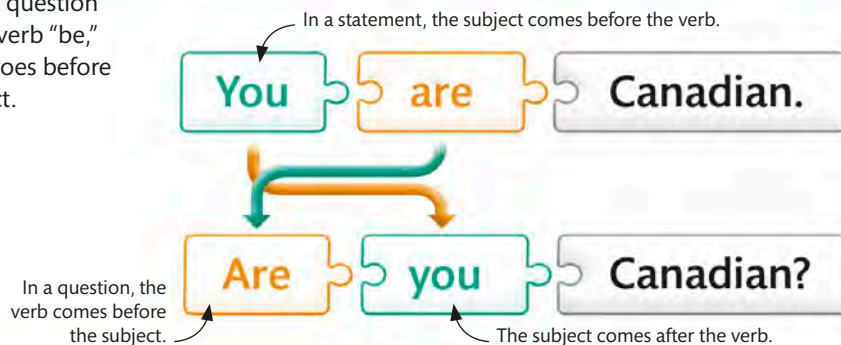 question
verb "be,"
oes before
ct.
In a statement, the subject comes before the verb.
You are Canadian.
Are you Canadian?
In a question, the
verb comes before
the subject.
The subject comes after the verb.